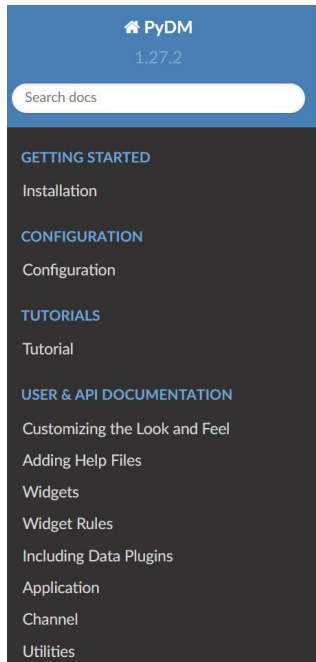 PyDM
1.27.2
Search docs
GETTING STARTED
Installation
CONFIGURATION
Configuration
TUTORIALS
Tutorial
USER & API DOCUMENTATION
Customizing the Look and Feel
Adding Help Files
Widgets
Widget Rules
Including Data Plugins
Application
Channel
Utilities